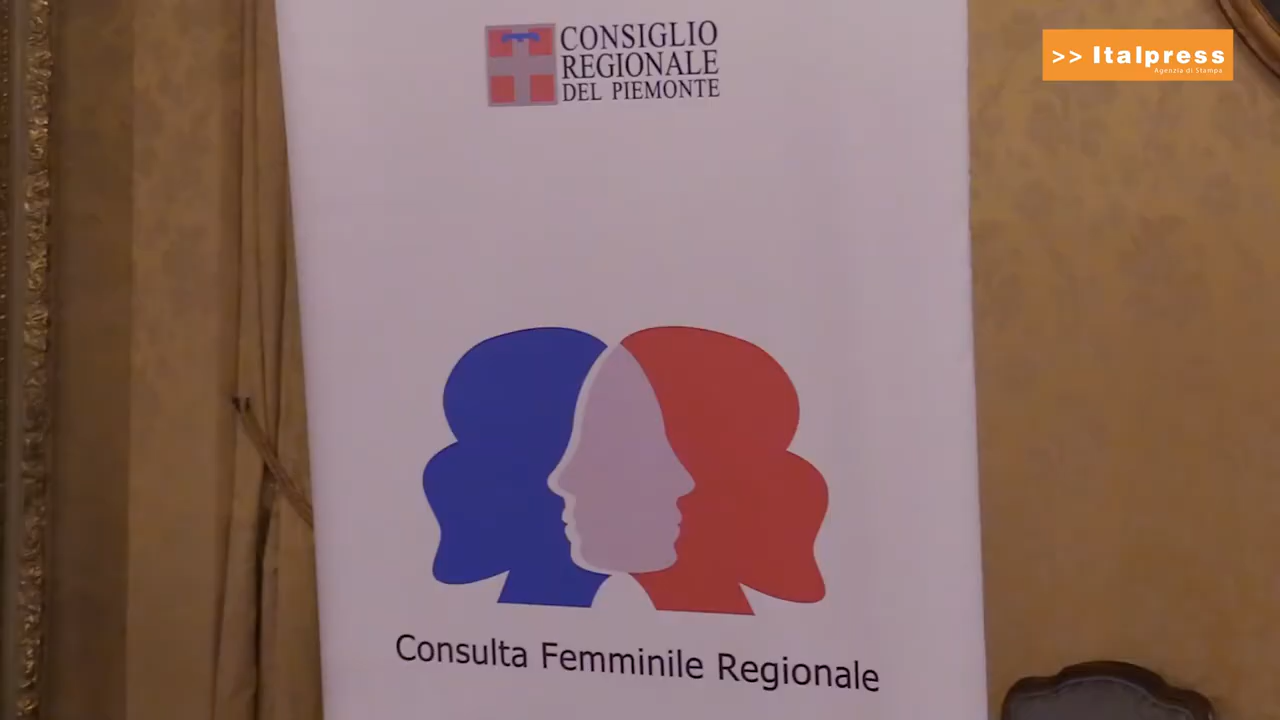 CONSIGLIO
REGIONALE
DEL PIEMONTE
>> Italpress
Agenzia di Stampa
Consulta Femminile Regionale